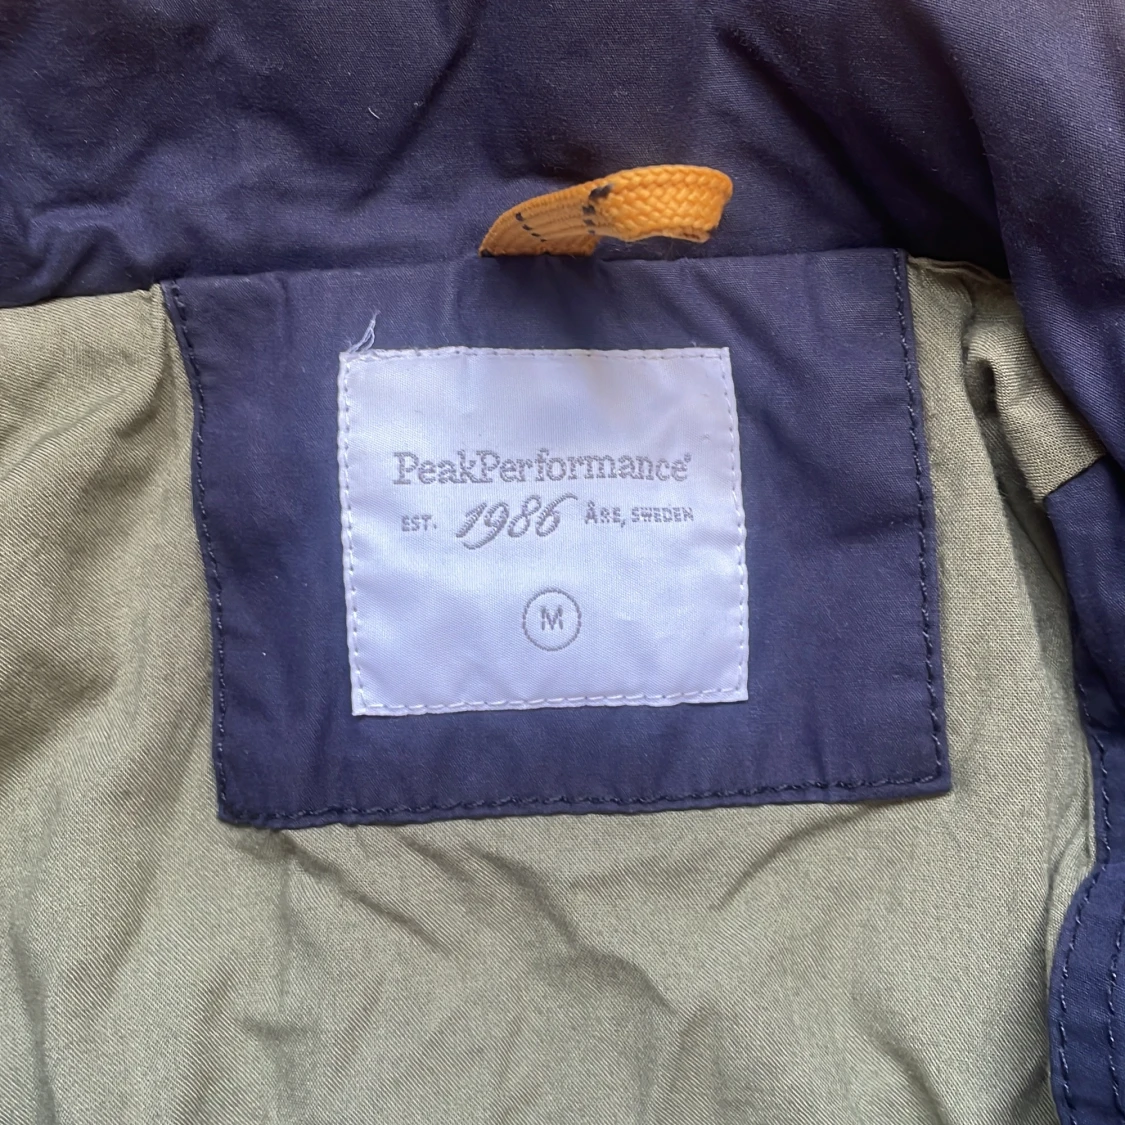 PeakPerformance®
EST. 1986 ÅRE, SWEDEN
M